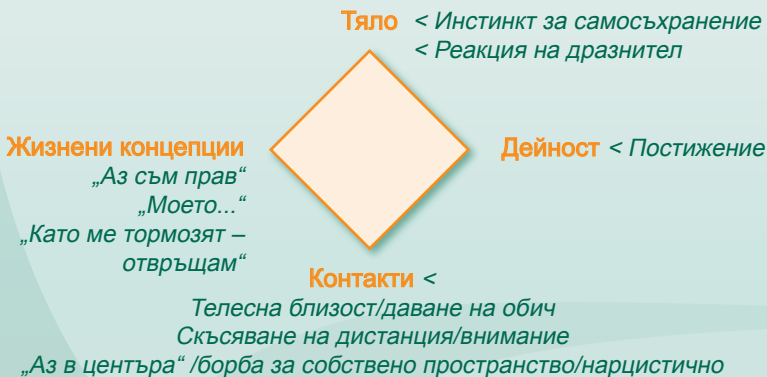 Тяло < Инстинкт за самосъхранение
< Реакция на дразнител
Жизнени концепции
„Аз съм прав“
„Моето...“
„Като ме тормозят –
отвръщам“
Дейност < Постижение
Контакти <
Телесна близост/даване на обич
Скъсяване на дистанция/внимание
„Аз в центъра“ /борба за собствено пространство/нарцистично